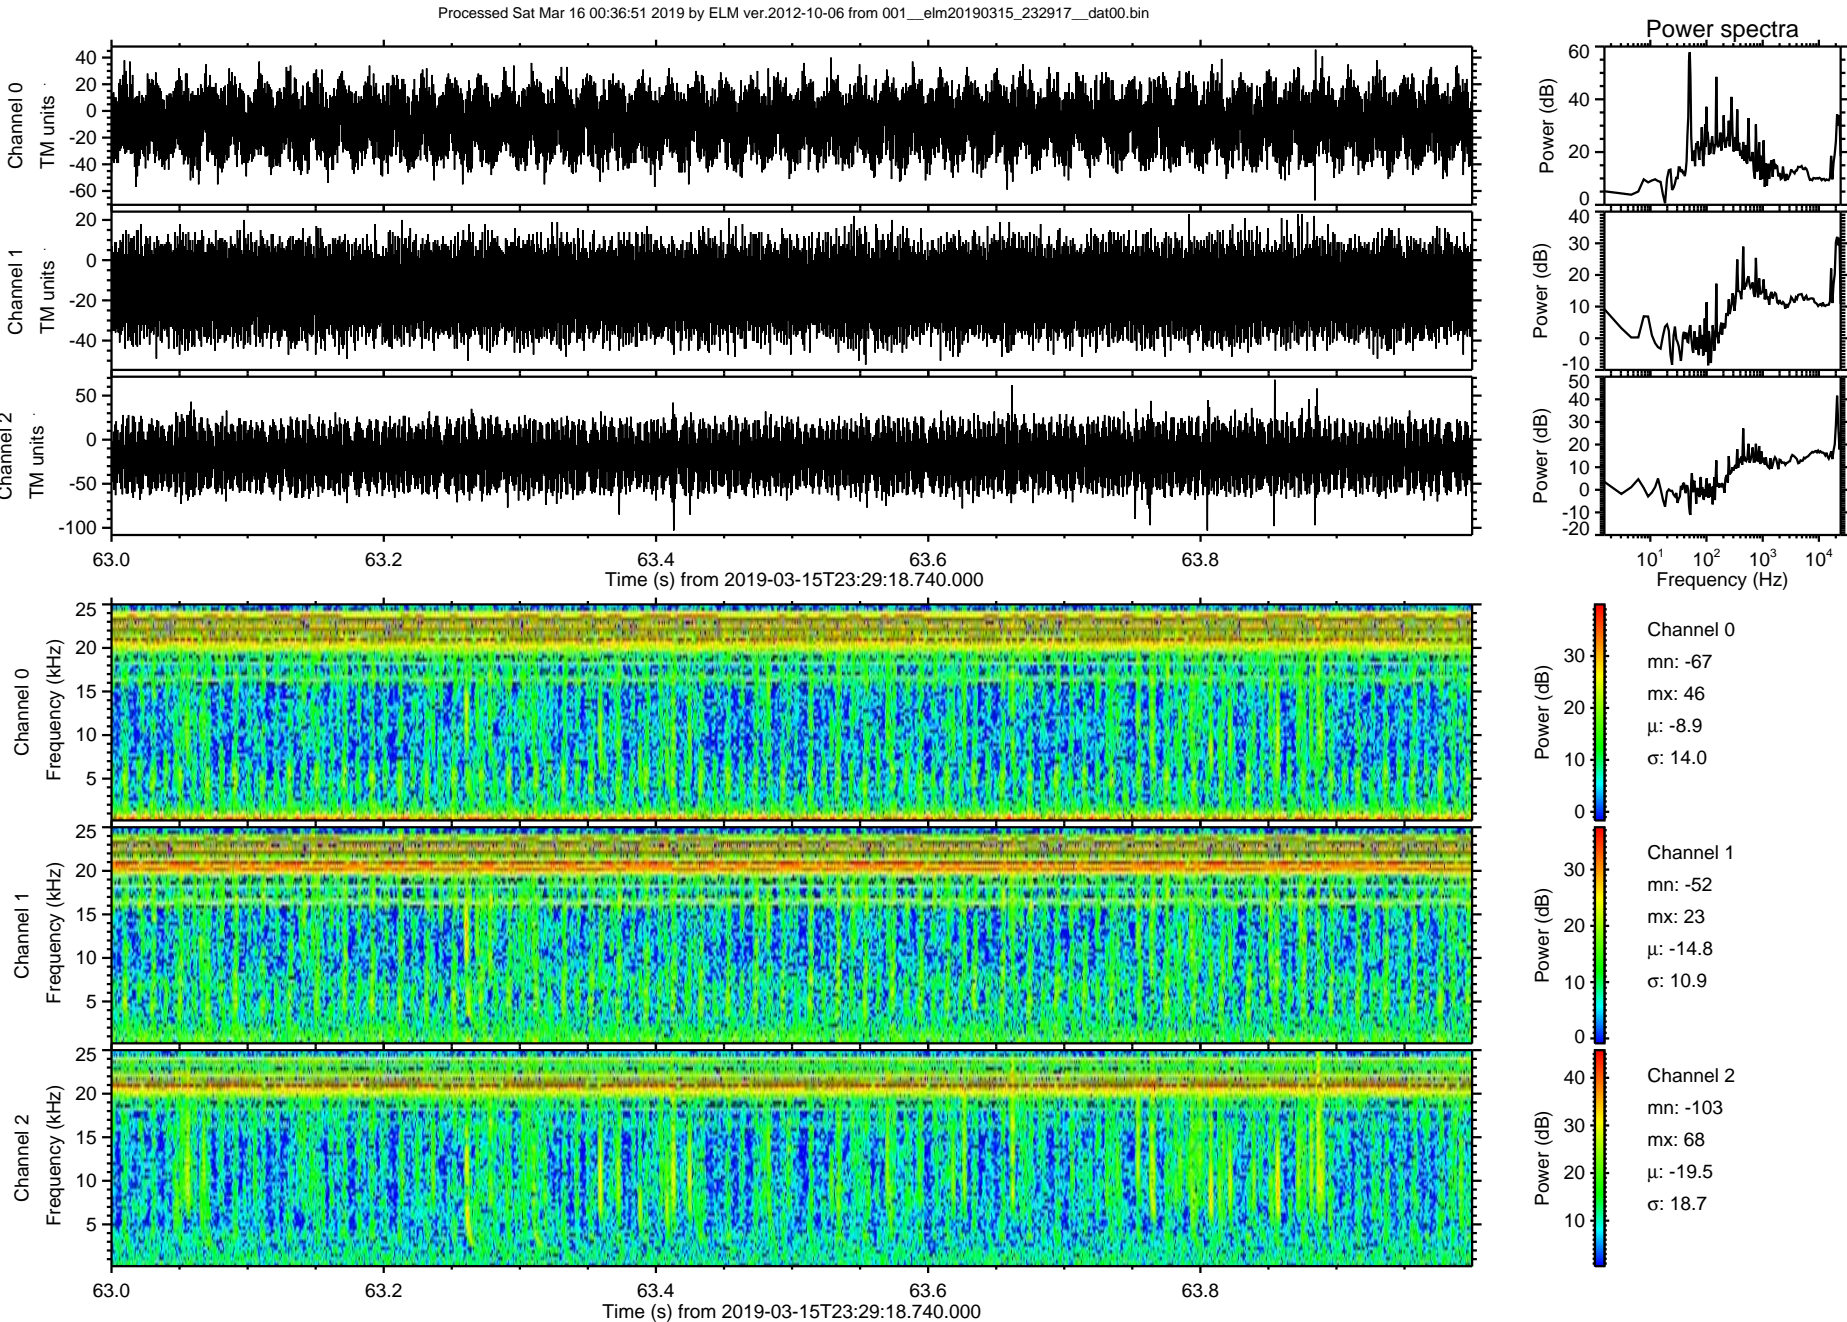 Processed Sat Mar 16 00:36:51 2019 by ELM ver.2012-10-06 from 001__elm20190315_232917__dat00.bin
Power spectra
Channel 0
TM units
40
20
0
-20
-40
-60
Power (dB)
60
40
20
0
Channel 1
TM units
20
0
-20
-40
Power (dB)
40
30
20
10
0
-10
Channel 2
TM units
50
0
-50
-100
Power (dB)
50
40
30
20
10
0
-10
-20
63.0 63.2 63.4 63.6 63.8
Time (s) from 2019-03-15T23:29:18.740.000
10^1 10^2 10^3 10^4
Frequency (Hz)
Channel 0
Frequency (kHz)
25
20
15
10
5
Power (dB)
30
20
10
0
Channel 0
mn: -67
mx: 46
μ: -8.9
σ: 14.0
Channel 1
Frequency (kHz)
25
20
15
10
5
Power (dB)
30
20
10
0
Channel 1
mn: -52
mx: 23
μ: -14.8
σ: 10.9
Channel 2
Frequency (kHz)
25
20
15
10
5
Power (dB)
40
30
20
10
Channel 2
mn: -103
mx: 68
μ: -19.5
σ: 18.7
63.0 63.2 63.4 63.6 63.8
Time (s) from 2019-03-15T23:29:18.740.000